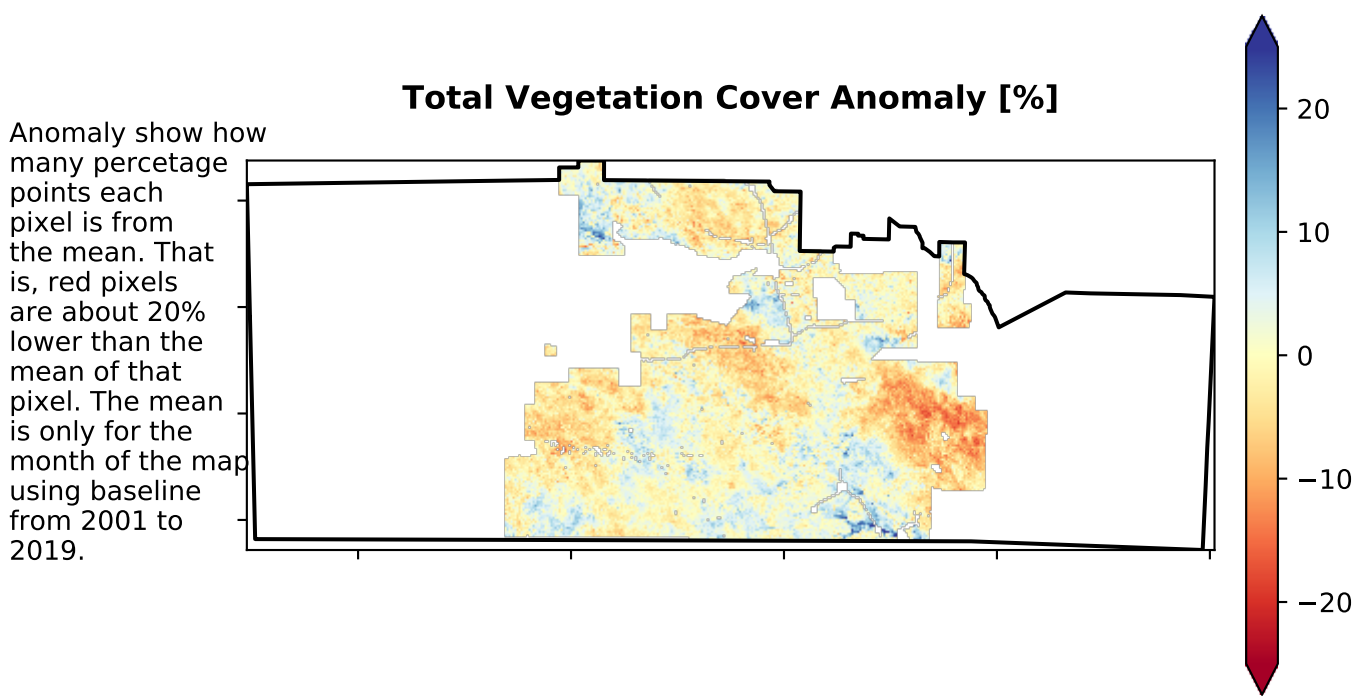 Total Vegetation Cover Anomaly [%]
Anomaly show how
many percetage
points each
pixel is from
the mean. That
is, red pixels
are about 20%
lower than the
mean of that
pixel. The mean
is only for the
month of the map
using baseline
from 2001 to
2019.
20
10
0
−10
−20